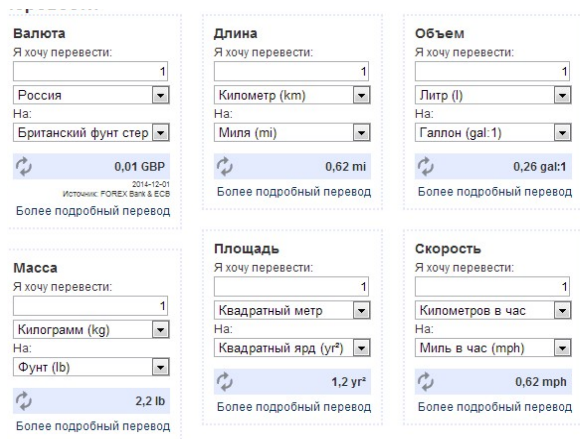 Валюта
Я хочу перевести:
1
Россия
На:
Британский фунт стер
0,01 GBP
2014-12-01
Источник: FOREX Bank & ECB
Более подробный перевод
Длина
Я хочу перевести:
1
Километр (km)
На:
Миля (mi)
0,62 mi
Более подробный перевод
Объем
Я хочу перевести:
1
Литр (l)
На:
Галлон (gal:1)
0,26 gal:1
Более подробный перевод
Масса
Я хочу перевести:
1
Килограмм (kg)
На:
Фунт (lb)
2,2 lb
Более подробный перевод
Площадь
Я хочу перевести:
1
Квадратный метр
На:
Квадратный ярд (yr²)
1,2 yr²
Более подробный перевод
Скорость
Я хочу перевести:
1
Километров в час
На:
Миль в час (mph)
0,62 mph
Более подробный перевод